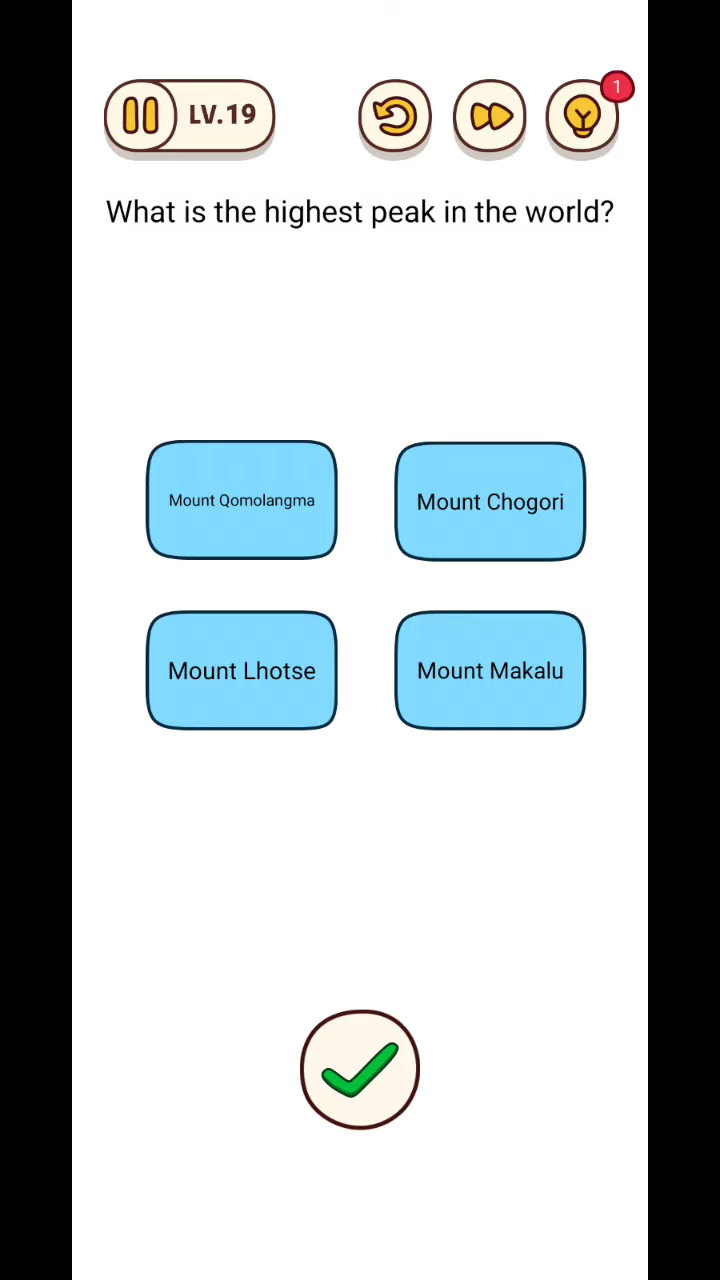 LV.19
1
What is the highest peak in the world?
Mount Qomolangma
Mount Chogori
Mount Lhotse
Mount Makalu